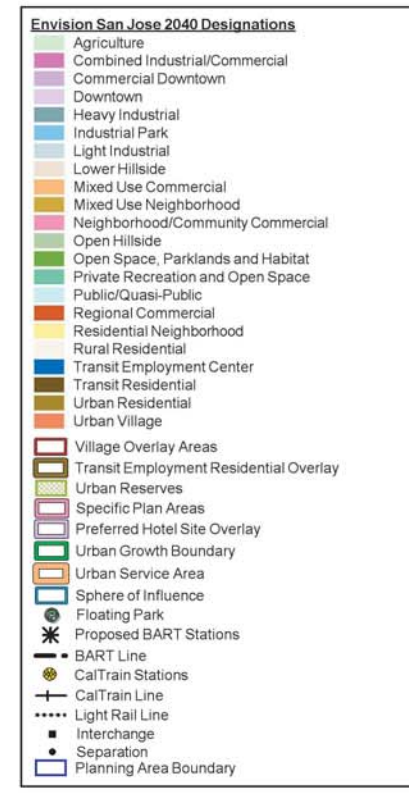 Envision San Jose 2040 Designations
Agriculture
Combined Industrial/Commercial
Commercial Downtown
Downtown
Heavy Industrial
Industrial Park
Light Industrial
Lower Hillside
Mixed Use Commercial
Mixed Use Neighborhood
Neighborhood/Community Commercial
Open Hillside
Open Space, Parklands and Habitat
Private Recreation and Open Space
Public/Quasi-Public
Regional Commercial
Residential Neighborhood
Rural Residential
Transit Employment Center
Transit Residential
Urban Residential
Urban Village
Village Overlay Areas
Transit Employment Residential Overlay
Urban Reserves
Specific Plan Areas
Preferred Hotel Site Overlay
Urban Growth Boundary
Urban Service Area
Sphere of Influence
Floating Park
Proposed BART Stations
BART Line
CalTrain Stations
CalTrain Line
Light Rail Line
Interchange
Separation
Planning Area Boundary